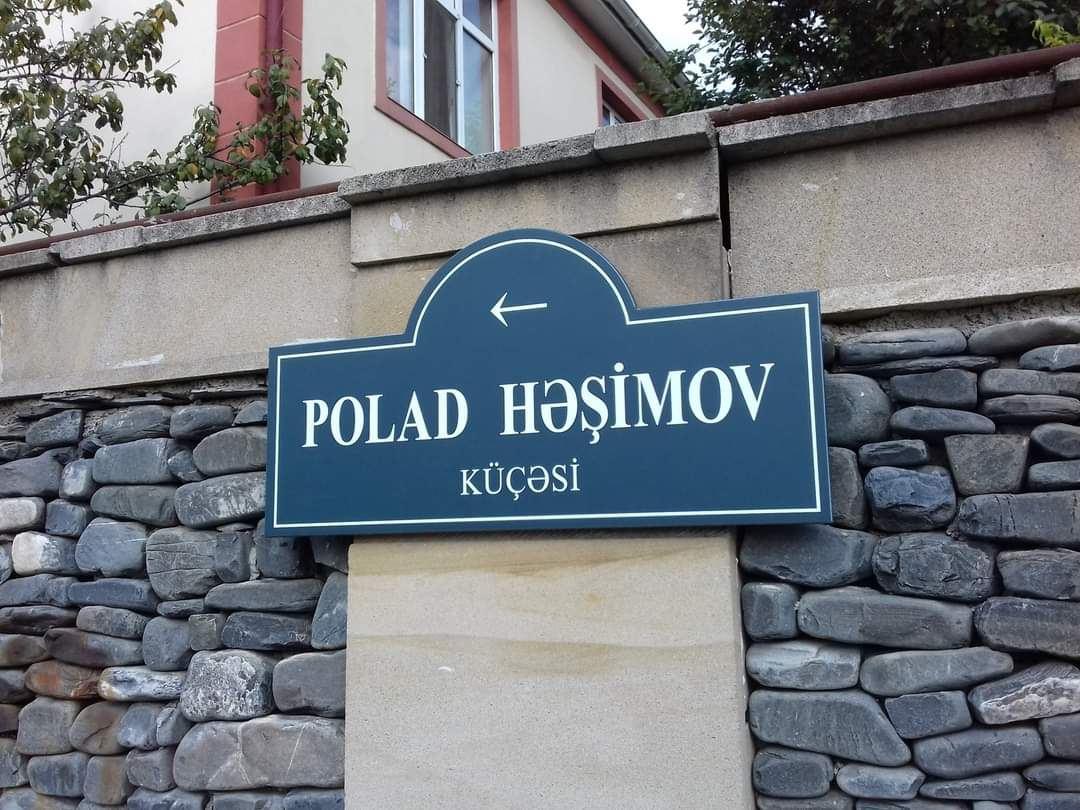 ←
POLAD HƏŞİMOV
KÜÇƏSİ